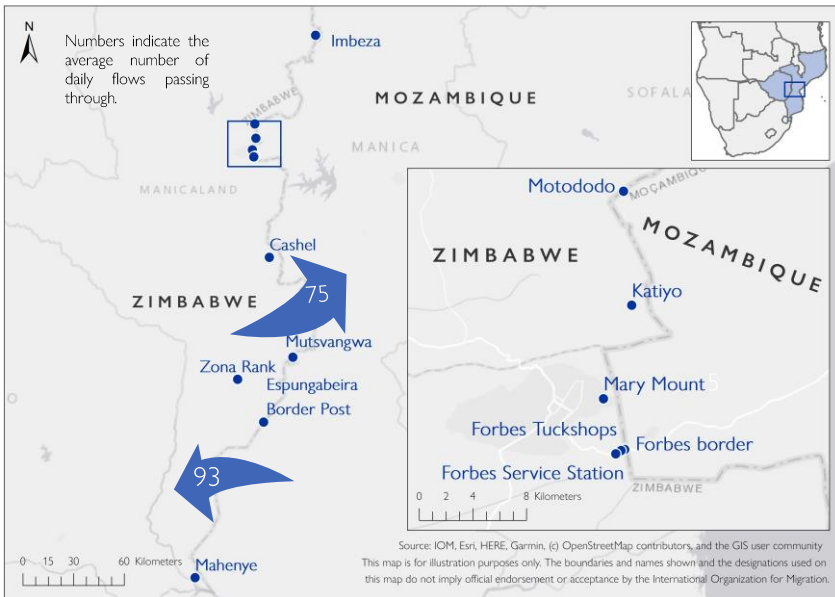 N
Numbers indicate the
average number of
daily flows passing
through.
Imbeza
ZIMBABWE
MOZAMBIQUE
SOFALA
MANICA
MANICALAND
Cashel
ZIMBABWE
75
Mutsvangwa
Zona Rank
Espungabeira
Border Post
93
Mahenye
0 15 30 60 Kilometers
Motododo
MOÇAMBIQUE
ZIMBABWE
MOZAMBIQUE
Katiyo
Mary Mount
5
Forbes Tuckshops
Forbes border
Forbes Service Station
ZIMBABWE
0 2 4 8 Kilometers
Source: IOM, Esri, HERE, Garmin, (c) OpenStreetMap contributors, and the GIS user community
This map is for illustration purposes only. The boundaries and names shown and the designations used on
this map do not imply official endorsement or acceptance by the International Organization for Migration.